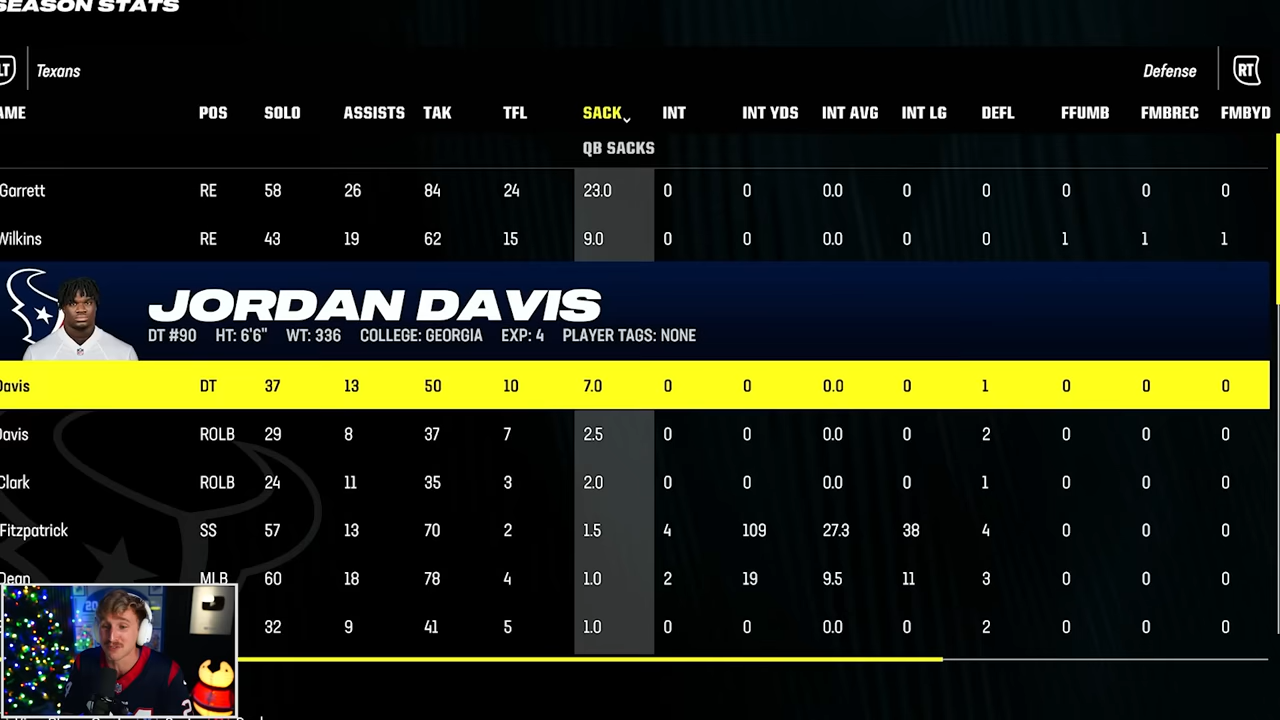 SEASON STATS
LT Texans Defense RT
AME POS SOLO ASSISTS TAK TFL SACK INT INT YDS INT AVG INT LG DEFL FFUMB FMBREC FMBYD
QB SACKS
Garrett RE 58 26 84 24 23.0 0 0 0.0 0 0 0 0 0
Wilkins RE 43 19 62 15 9.0 0 0 0.0 0 0 1 1 1
JORDAN DAVIS
DT #90 HT: 6'6" WT: 336 COLLEGE: GEORGIA EXP: 4 PLAYER TAGS: NONE
Davis DT 37 13 50 10 7.0 0 0 0.0 0 1 0 0 0
Davis ROLB 29 8 37 7 2.5 0 0 0.0 0 2 0 0 0
Clark ROLB 24 11 35 3 2.0 0 0 0.0 0 1 0 0 0
Fitzpatrick SS 57 13 70 2 1.5 4 109 27.3 38 4 0 0 0
Dean MLB 60 18 78 4 1.0 2 19 9.5 11 3 0 0 0
32 9 41 5 1.0 0 0 0.0 0 2 0 0 0